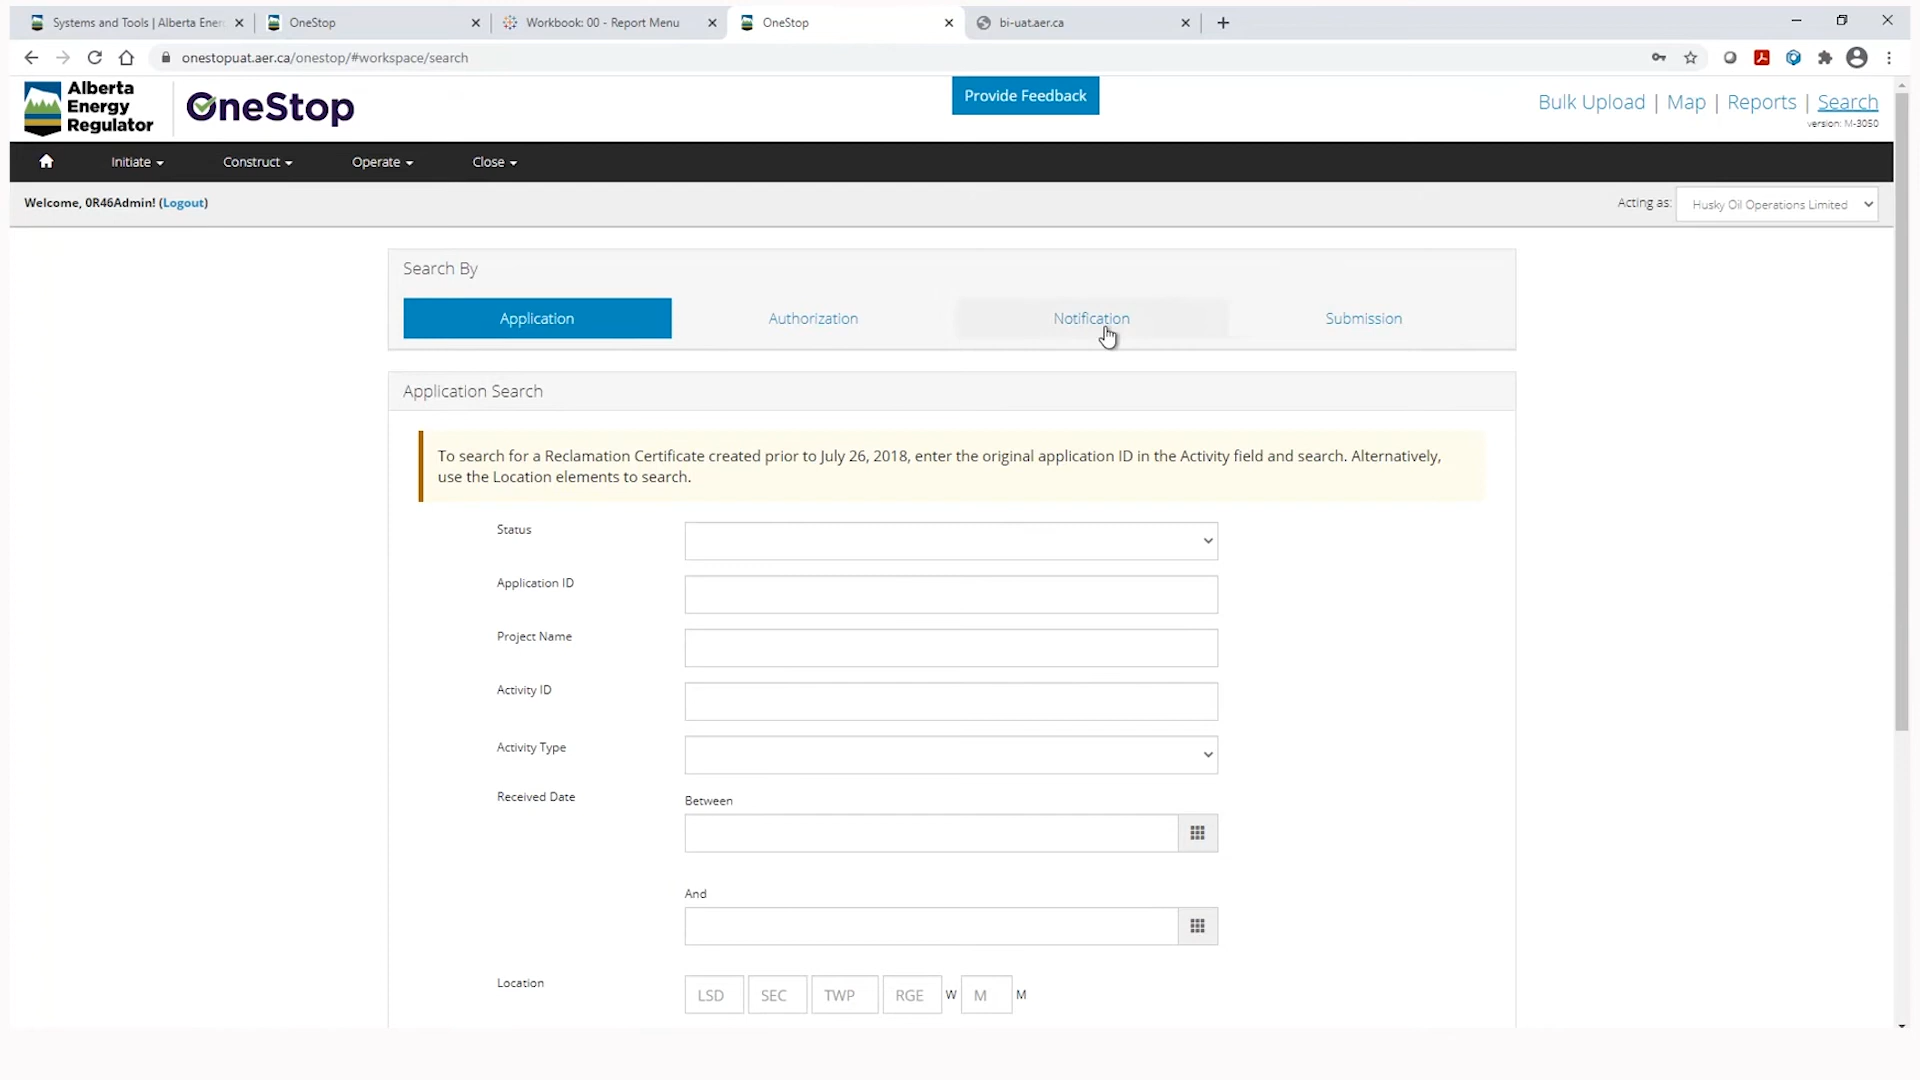 Systems and Tools | Alberta Ener
OneStop
Workbook: 00 - Report Menu
OneStop
bi-uat.aer.ca
onestopuat.aer.ca/onestop/#workspace/search
Alberta
Energy
Regulator
OneStop
Provide Feedback
Bulk Upload | Map | Reports | Search
version: M-3050
Initiate
Construct
Operate
Close
Welcome, 0R46Admin! (Logout)
Acting as:
Husky Oil Operations Limited
Search By
Application
Authorization
Notification
Submission
Application Search
To search for a Reclamation Certificate created prior to July 26, 2018, enter the original application ID in the Activity field and search. Alternatively,
use the Location elements to search.
Status
Application ID
Project Name
Activity ID
Activity Type
Received Date
Between
And
Location
LSD
SEC
TWP
RGE
W
M
M